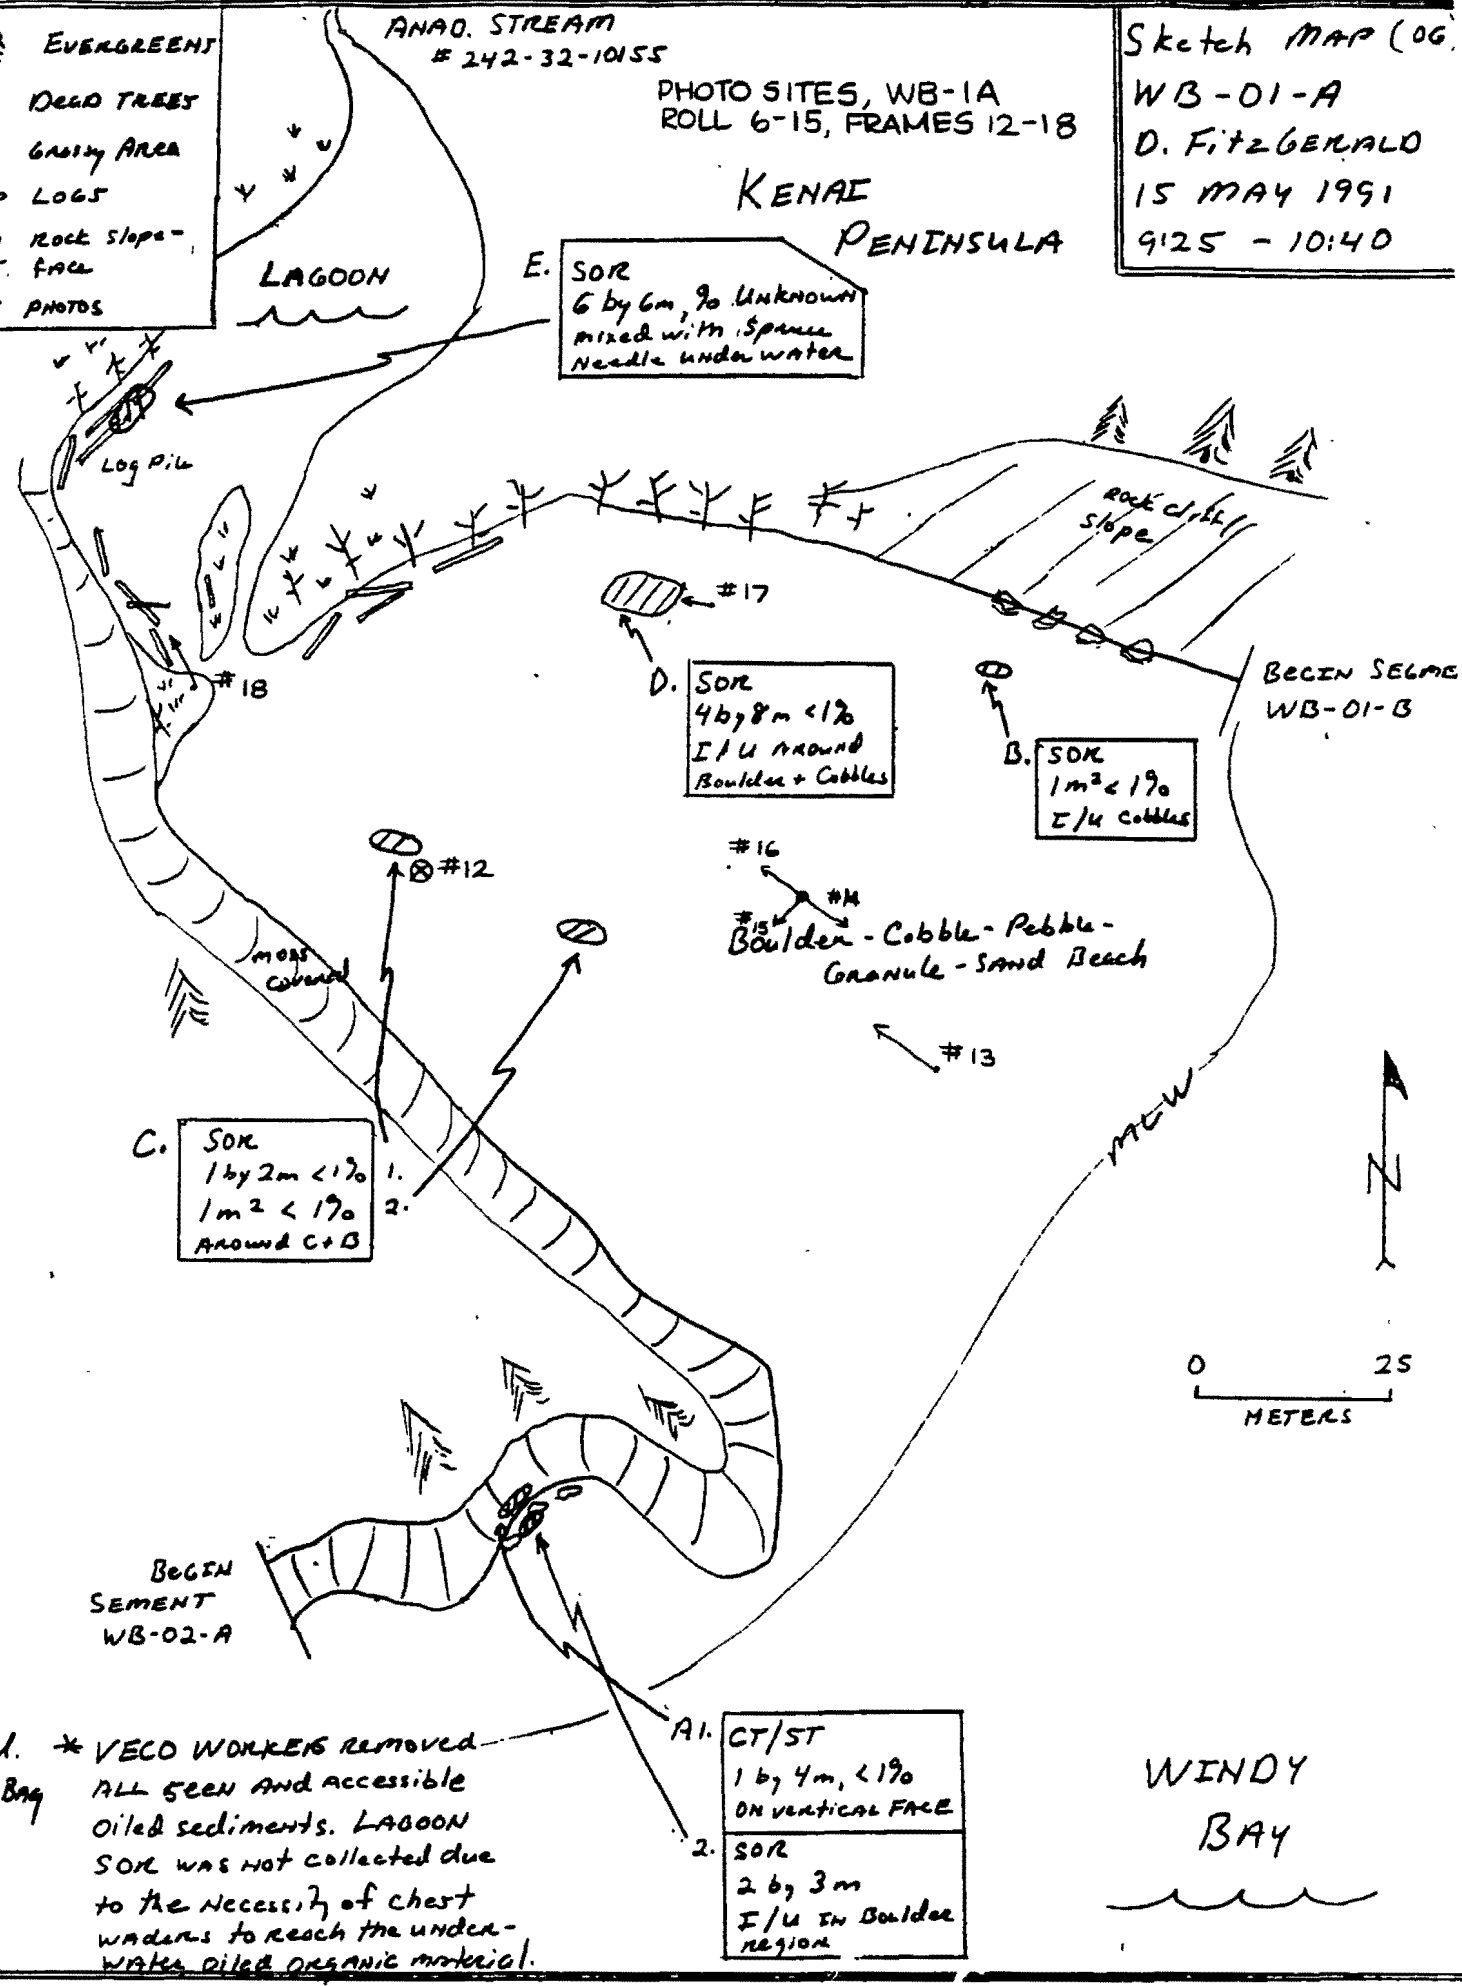 EVERGREENS
DEAD TREES
Grassy Area
LOGS
Rock Slope-
FACE
PHOTOS
ANAD. STREAM
# 242-32-10155
PHOTO SITES, WB-1A
ROLL 6-15, FRAMES 12-18
KENAI
PENINSULA
Sketch MAP (OG
WB-01-A
D. FitzGERALD
15 MAY 1991
9:25 - 10:40
LAGOON
E.
SOR
6 by 6m, % UNKNOWN
mixed with Spruce
Needle under water
Log Pile
Rock cliff
slope
#17
#18
D.
SOR
4 by 8m <1%
I/U AROUND
Boulder + Cobbles
BEGIN SEGME
WB-01-B
B.
SOR
1m² < 1%
I/U Cobbles
#12
#16
#14
#15
Boulder - Cobble - Pebble -
GRANULE - SAND Beach
moss
covered
#13
MLW
C.
SOR
1 by 2m <1% 1.
1m² < 1% 2.
AROUND C+B
N
0 25
METERS
BEGIN
SEMENT
WB-02-A
A1.
CT/ST
1 by 4m, <1%
ON VERTICAL FACE
2.
SOR
2 by 3m
I/U IN Boulder
region
* VECO WORKERS Removed
Bag
ALL SEEN AND Accessible
Oiled sediments. LAGOON
SOR WAS NOT collected due
to the Necessity of chest
waders to reach the under-
WATER Oiled ORGANIC material.
WINDY
BAY